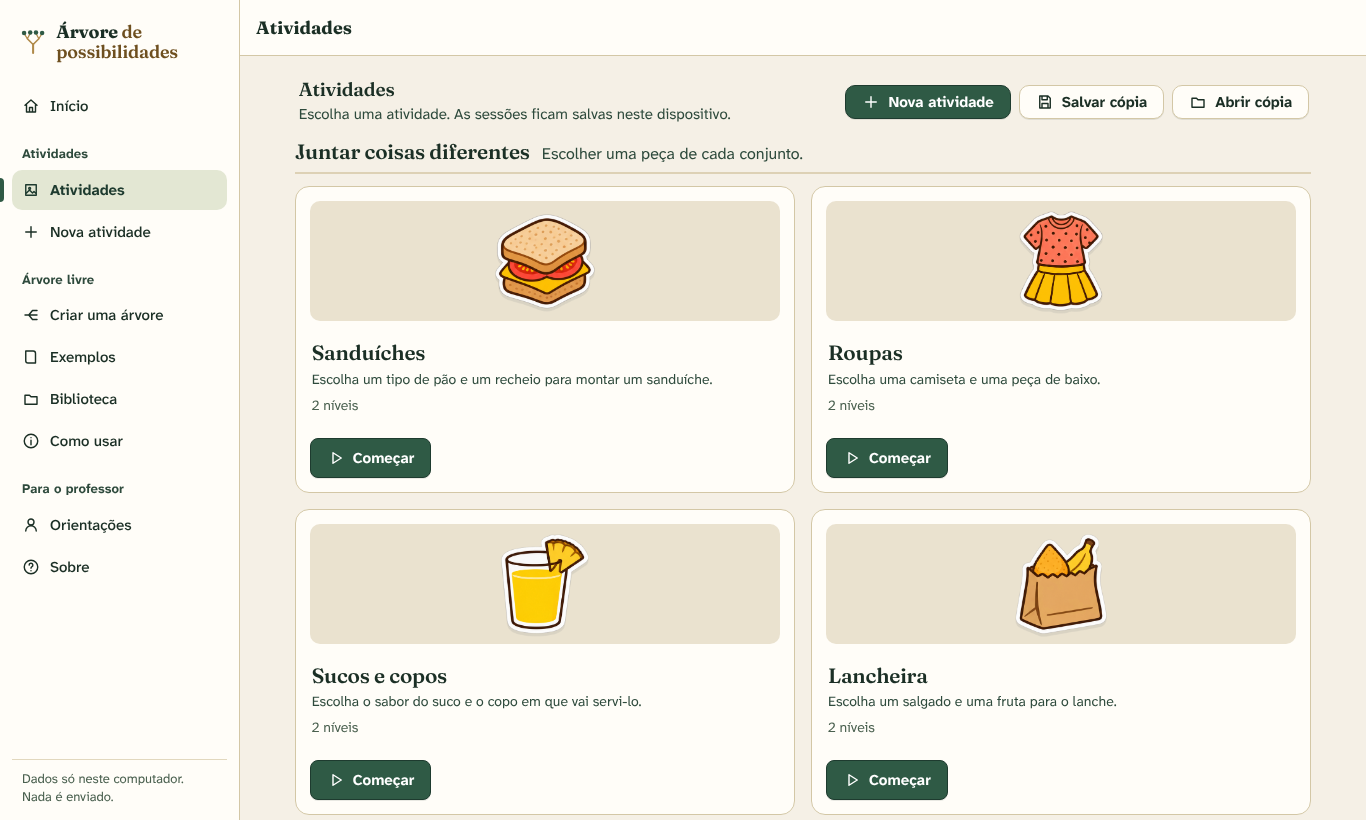 Árvore de
possibilidades
Início
Atividades
Atividades
Nova atividade
Árvore livre
Criar uma árvore
Exemplos
Biblioteca
Como usar
Para o professor
Orientações
Sobre
Dados só neste computador.
Nada é enviado.
Atividades
Atividades
Escolha uma atividade. As sessões ficam salvas neste dispositivo.
Nova atividade
Salvar cópia
Abrir cópia
Juntar coisas diferentes Escolher uma peça de cada conjunto.
Sanduíches
Escolha um tipo de pão e um recheio para montar um sanduíche.
2 níveis
Começar
Roupas
Escolha uma camiseta e uma peça de baixo.
2 níveis
Começar
Sucos e copos
Escolha o sabor do suco e o copo em que vai servi-lo.
2 níveis
Começar
Lancheira
Escolha um salgado e uma fruta para o lanche.
2 níveis
Começar